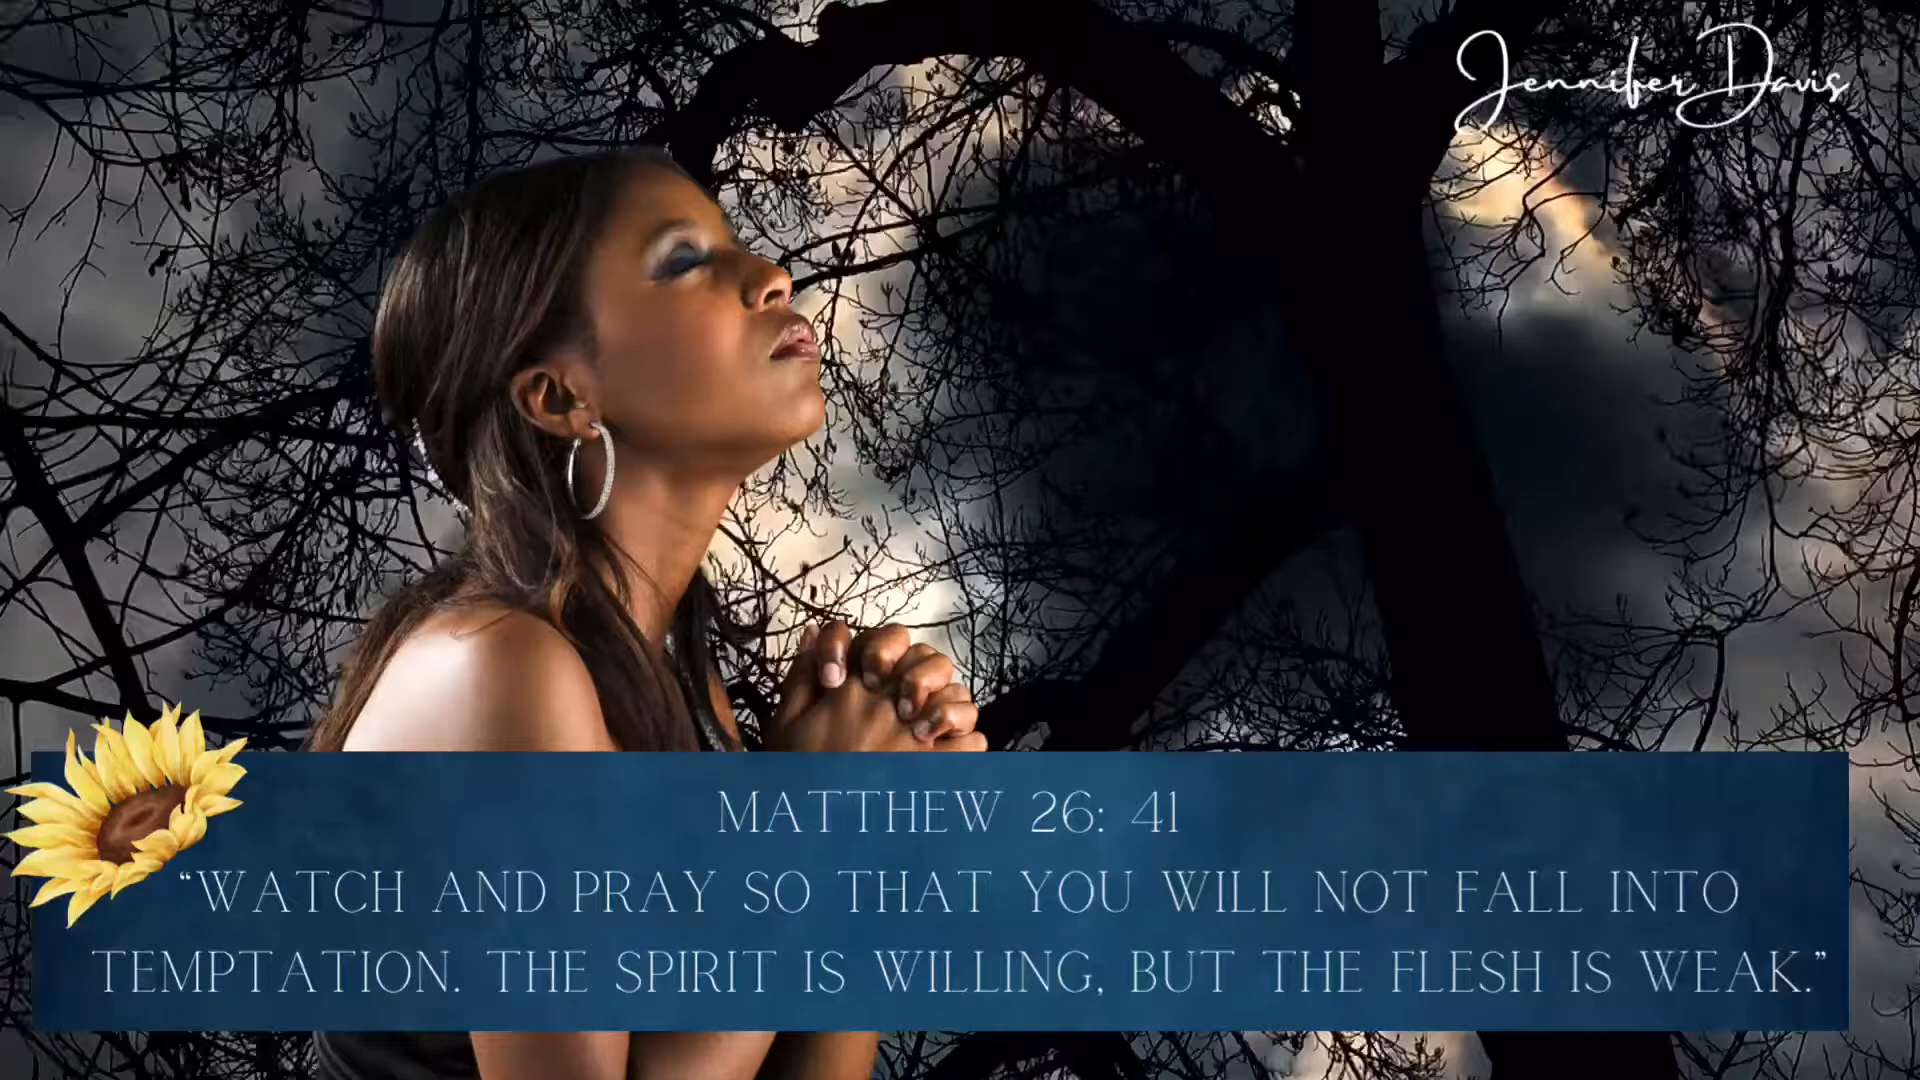 Jennifer Davis
MATTHEW 26: 41
“WATCH AND PRAY SO THAT YOU WILL NOT FALL INTO
TEMPTATION. THE SPIRIT IS WILLING, BUT THE FLESH IS WEAK.”